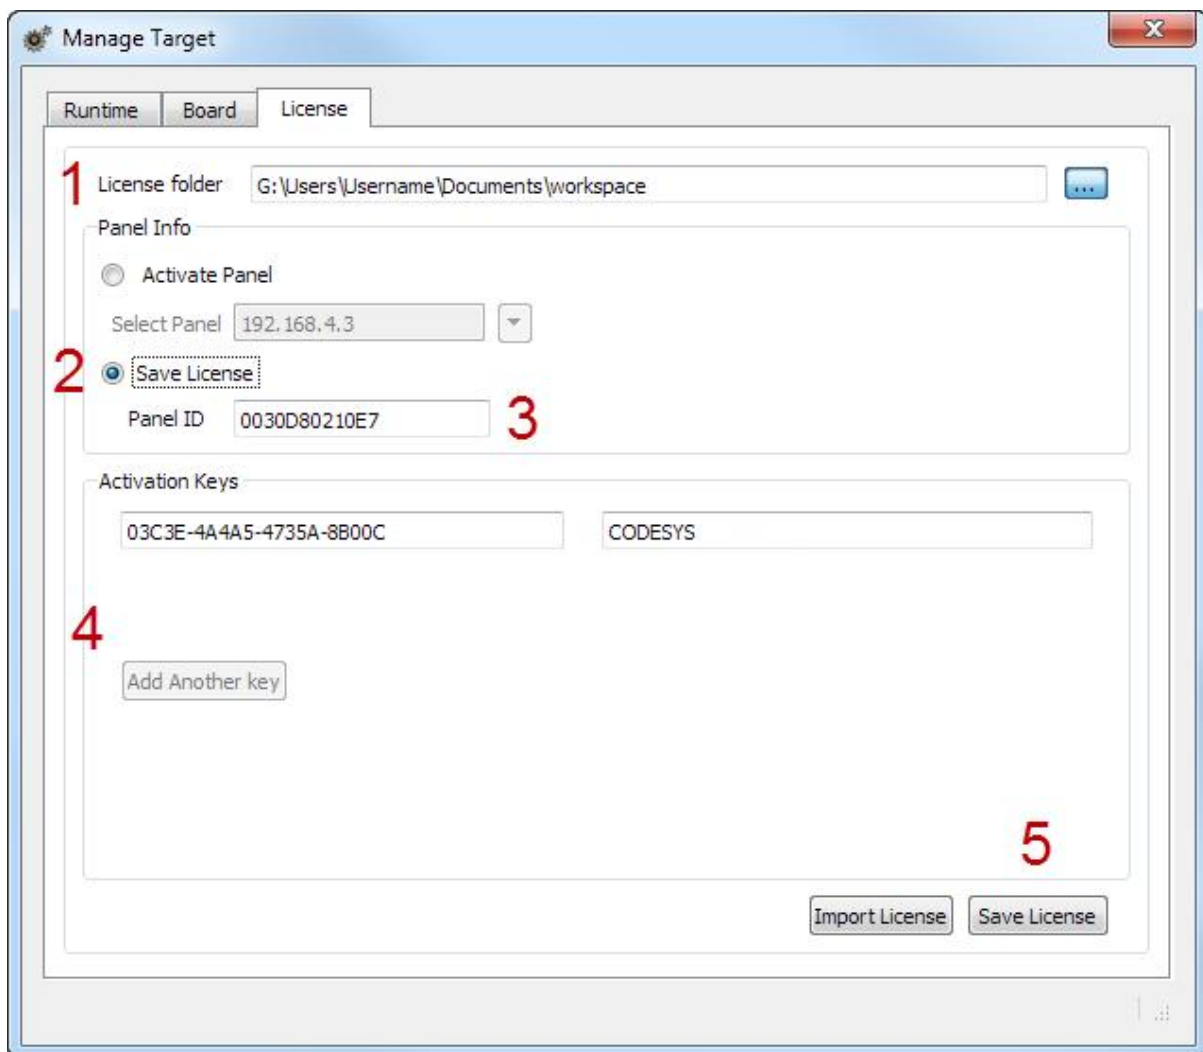 Manage Target
x
Runtime Board License
1 License folder G:\Users\Username\Documents\workspace ...
Panel Info
Activate Panel
Select Panel 192.168.4.3
2 Save License
Panel ID 0030D80210E7 3
Activation Keys
03C3E-4A4A5-4735A-8B00C CODESYS
4
Add Another key
5
Import License Save License